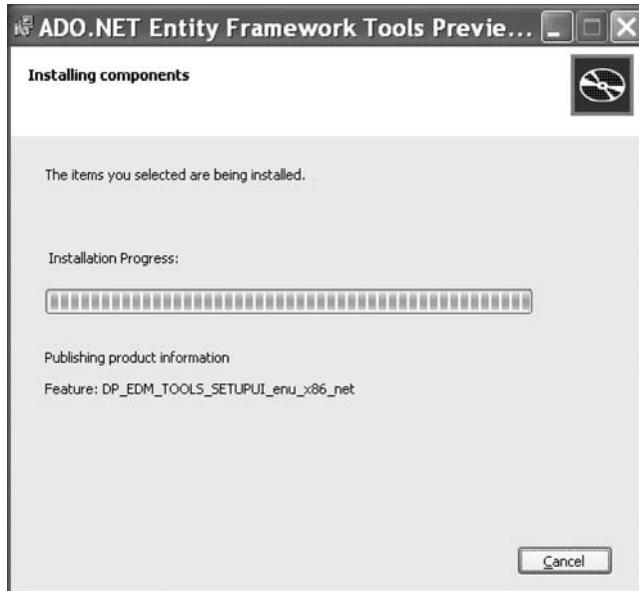 ADO.NET Entity Framework Tools Previe...
Installing components
The items you selected are being installed.
Installation Progress:
Publishing product information
Feature: DP_EDM_TOOLS_SETUPUI_enu_x86_net
Cancel